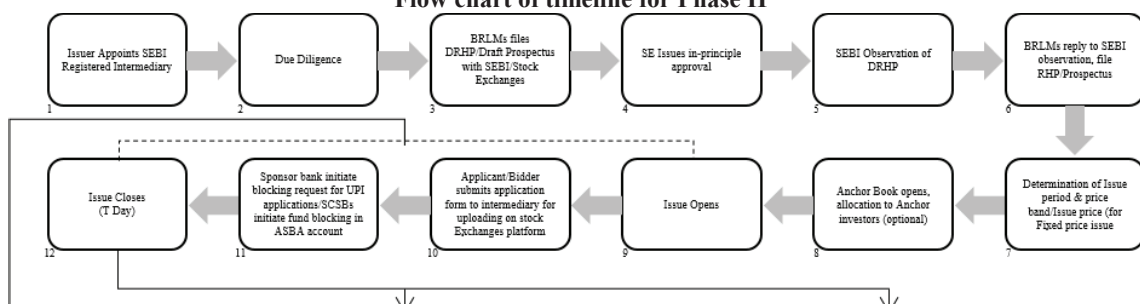 Flow chart of timeline for Phase II
Issuer Appoints SEBI
Registered Intermediary
1
Due Diligence
2
BRLMs files
DRHP/Draft Prospectus
with SEBI/Stock
Exchanges
3
SE Issues in-principle
approval
4
SEBI Observation of
DRHP
5
BRLMs reply to SEBI
observation, file
RHP/Prospectus
6
Determination of Issue
period & price
band/Issue price (for
Fixed price issue
7
Anchor Book opens,
allocation to Anchor
investors (optional)
8
Issue Opens
9
Applicant/Bidder
submits application
form to intermediary for
uploading on stock
Exchanges platform
10
Sponsor bank initiate
blocking request for UPI
applications/SCSBs
initiate fund blocking in
ASBA account
11
Issue Closes
(T Day)
12